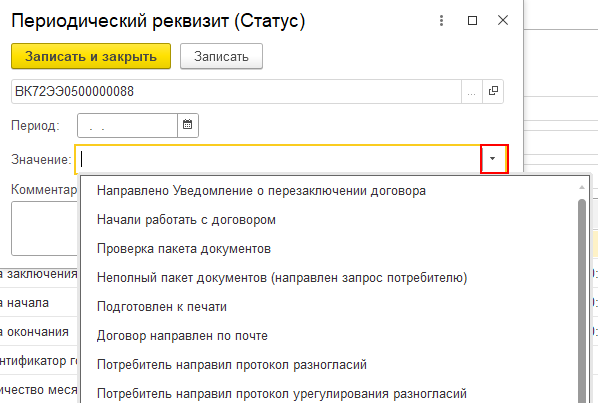 Периодический реквизит (Статус)
Записать и закрыть
Записать
ВК72ЭЭ0500000088
...
Период:
. .
Значение:
Комментар
Направлено Уведомление о перезаключении договора
Начали работать с договором
Проверка пакета документов
Неполный пакет документов (направлен запрос потребителю)
Подготовлен к печати
Договор направлен по почте
Потребитель направил протокол разногласий
Потребитель направил протокол урегулирования разногласий
а заключения
а начала
а окончания
нтификатор го
ичество меся